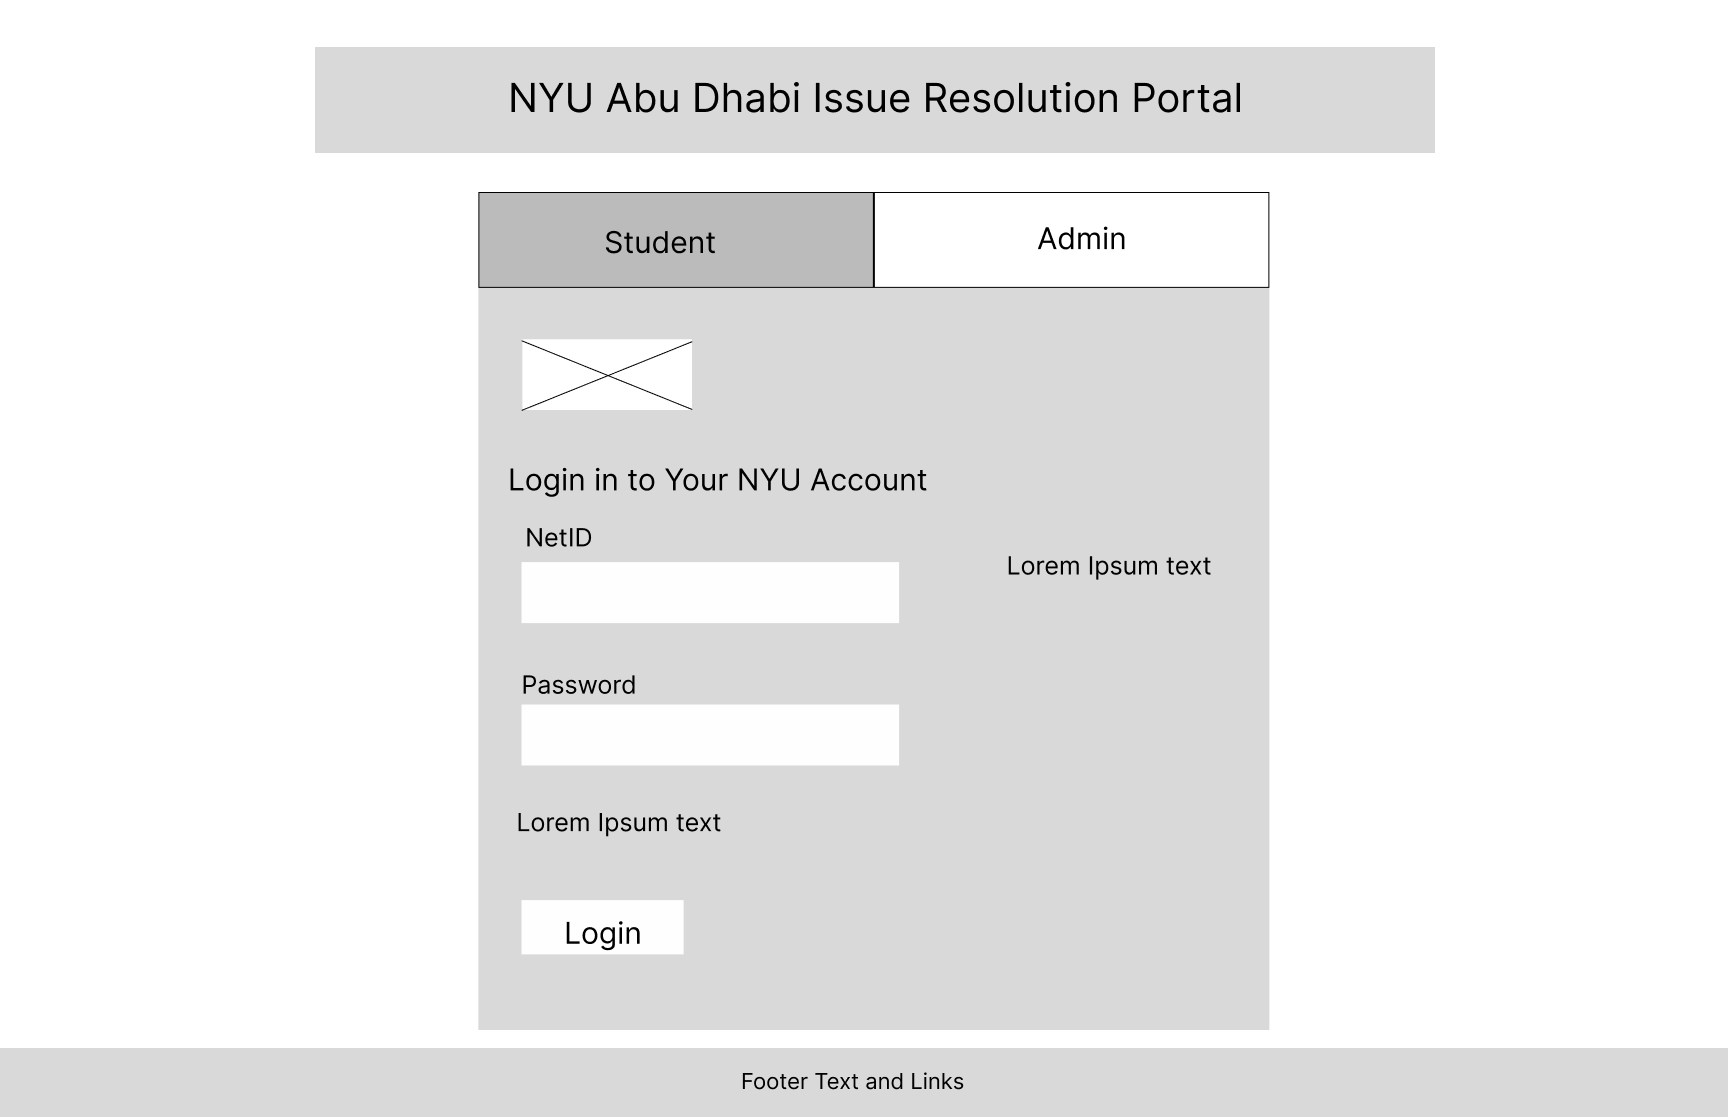 NYU Abu Dhabi Issue Resolution Portal
Student
Admin
Login in to Your NYU Account
NetID
Lorem Ipsum text
Password
Lorem Ipsum text
Login
Footer Text and Links